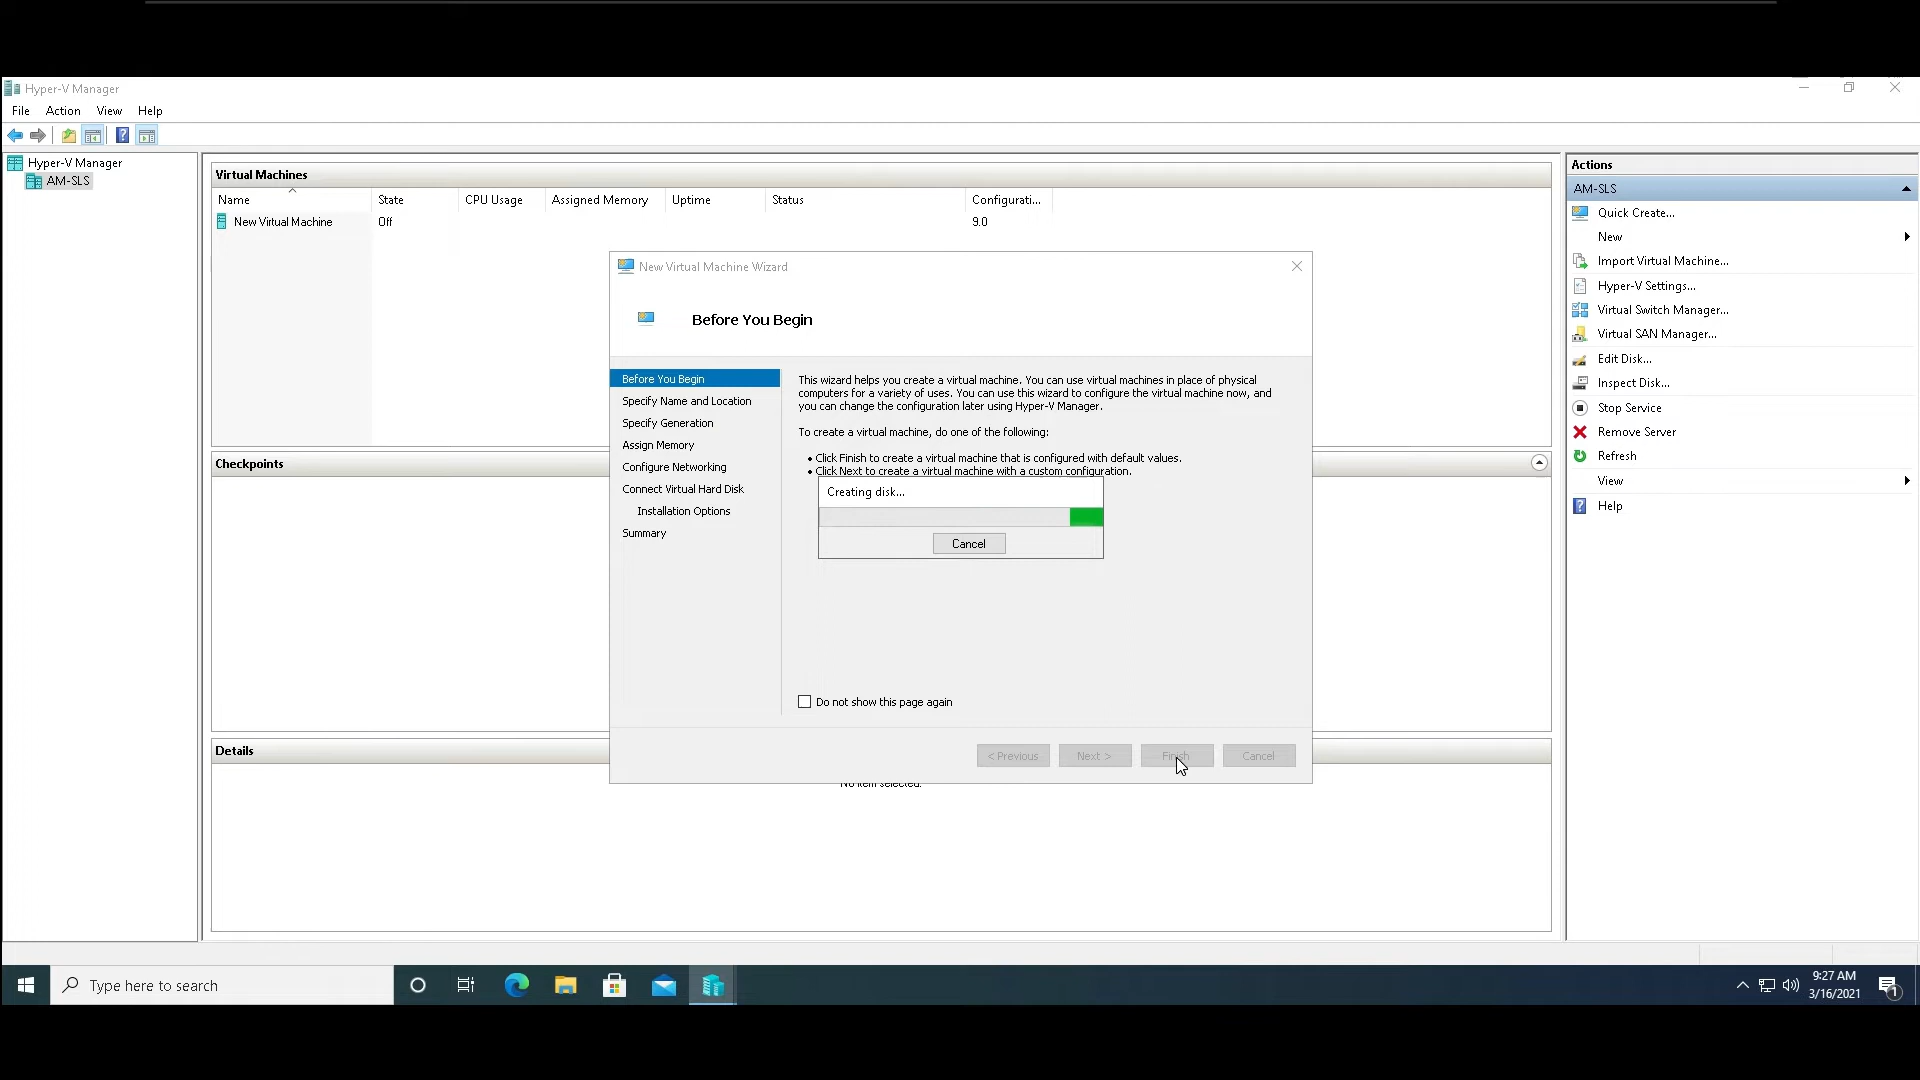 Hyper-V Manager
File Action View Help
Hyper-V Manager
AM-SLS
Virtual Machines
Name State CPU Usage Assigned Memory Uptime Status Configurati...
New Virtual Machine Off 9.0
New Virtual Machine Wizard
Before You Begin
Before You Begin
Specify Name and Location
Specify Generation
Assign Memory
Configure Networking
Connect Virtual Hard Disk
Installation Options
Summary
This wizard helps you create a virtual machine. You can use virtual machines in place of physical
computers for a variety of uses. You can use this wizard to configure the virtual machine now, and
you can change the configuration later using Hyper-V Manager.
To create a virtual machine, do one of the following:
• Click Finish to create a virtual machine that is configured with default values.
• Click Next to create a virtual machine with a custom configuration.
Creating disk...
Cancel
Do not show this page again
< Previous Next > Finish Cancel
Checkpoints
Details
No item selected.
Actions
AM-SLS
Quick Create...
New
Import Virtual Machine...
Hyper-V Settings...
Virtual Switch Manager...
Virtual SAN Manager...
Edit Disk...
Inspect Disk...
Stop Service
Remove Server
Refresh
View
Help
Type here to search
9:27 AM
3/16/2021
1